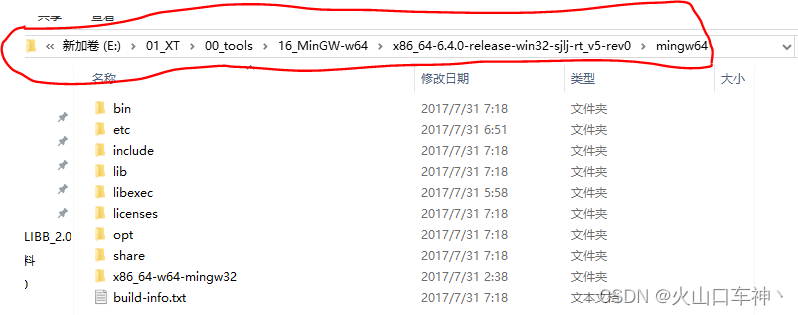 共享 查看
« 新加卷 (E:) › 01_XT › 00_tools › 16_MinGW-w64 › x86_64-6.4.0-release-win32-sjlj-rt_v5-rev0 › mingw64
名称 修改日期 类型 大小
bin 2017/7/31 7:18 文件夹
etc 2017/7/31 6:51 文件夹
include 2017/7/31 7:18 文件夹
lib 2017/7/31 7:18 文件夹
libexec 2017/7/31 5:58 文件夹
licenses 2017/7/31 7:18 文件夹
opt 2017/7/31 7:18 文件夹
share 2017/7/31 7:18 文件夹
x86_64-w64-mingw32 2017/7/31 2:38 文件夹
build-info.txt 2017/7/31 7:18 文本文档
LIBB_2.0
料
)
CSDN @火山口车神丶